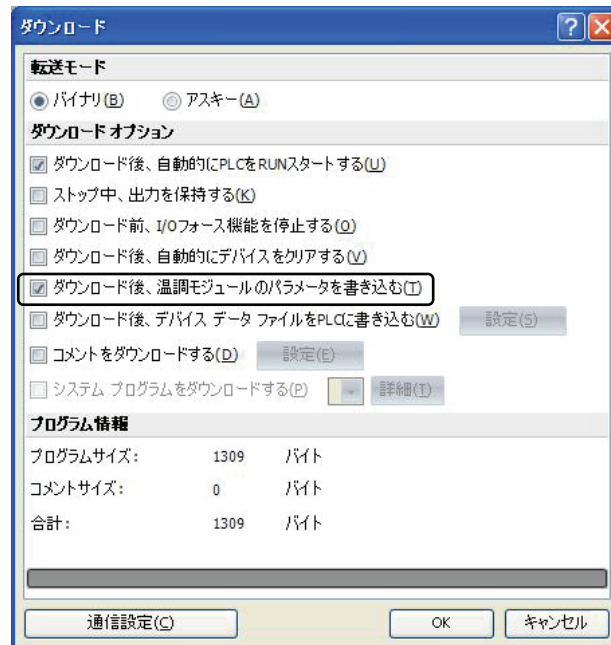 ダウンロード
転送モード
バイナリ(B) アスキー(A)
ダウンロード オプション
ダウンロード後、自動的にPLCをRUNスタートする(U)
ストップ中、出力を保持する(K)
ダウンロード前、I/Oフォース機能を停止する(O)
ダウンロード後、自動的にデバイスをクリアする(V)
ダウンロード後、温調モジュールのパラメータを書き込む(T)
ダウンロード後、デバイス データ ファイルをPLCに書き込む(W) 設定(S)
コメントをダウンロードする(D) 設定(E)
システム プログラムをダウンロードする(P) 詳細(I)
プログラム情報
プログラムサイズ: 1309 バイト
コメントサイズ: 0 バイト
合計: 1309 バイト
通信設定(C) OK キャンセル